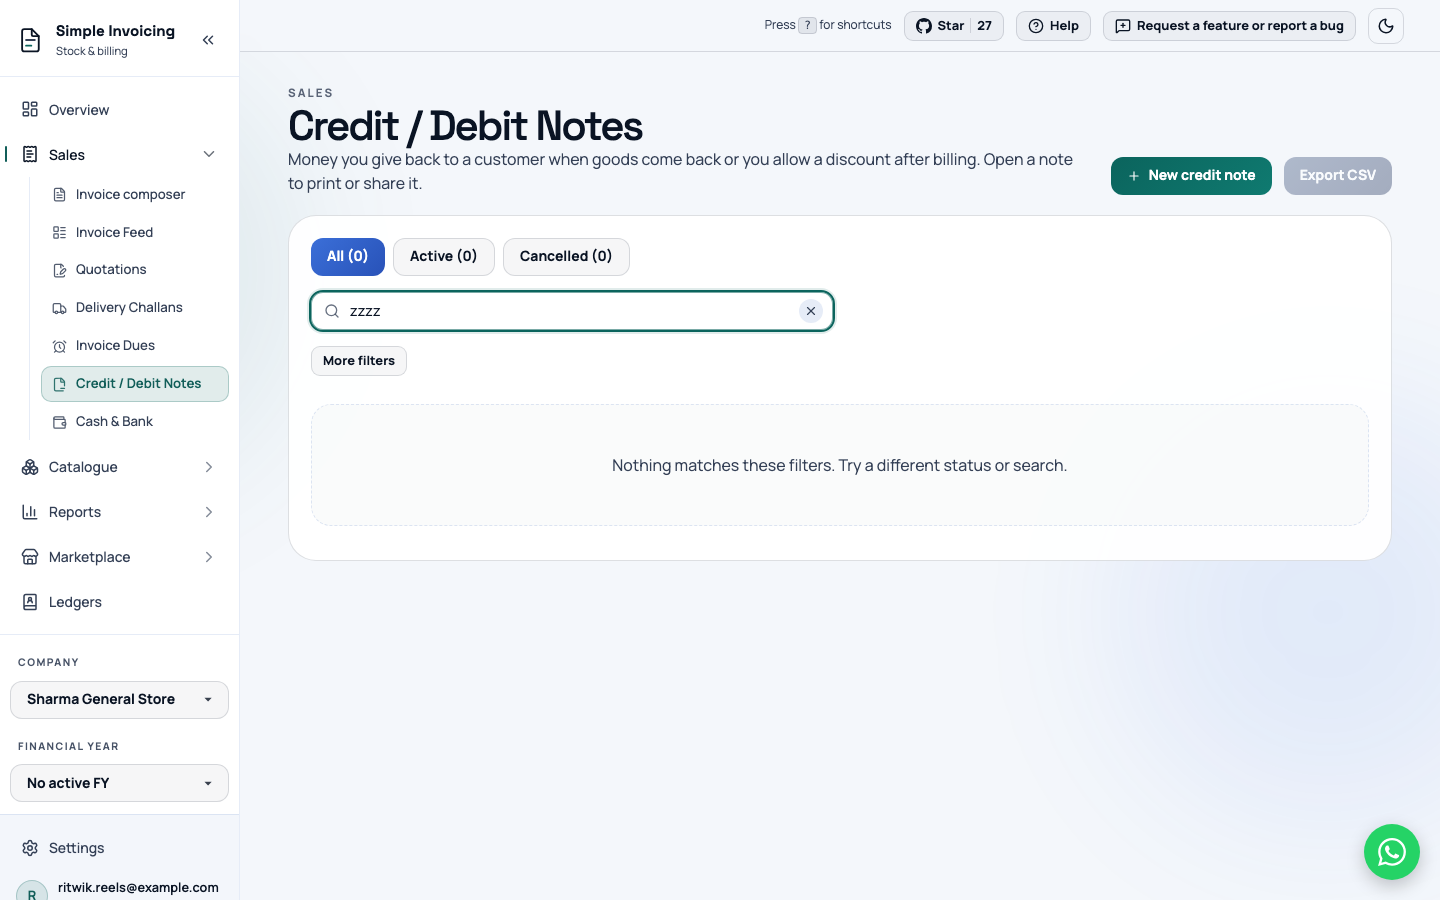 Simple Invoicing
Stock & billing
Press ? for shortcuts
Star 27
Help
Request a feature or report a bug
Overview
Sales
Invoice composer
Invoice Feed
Quotations
Delivery Challans
Invoice Dues
Credit / Debit Notes
Cash & Bank
Catalogue
Reports
Marketplace
Ledgers
COMPANY
Sharma General Store
FINANCIAL YEAR
No active FY
Settings
R
ritwik.reels@example.com
SALES
Credit / Debit Notes
Money you give back to a customer when goods come back or you allow a discount after billing. Open a note
to print or share it.
+ New credit note
Export CSV
All (0)
Active (0)
Cancelled (0)
zzzz
More filters
Nothing matches these filters. Try a different status or search.